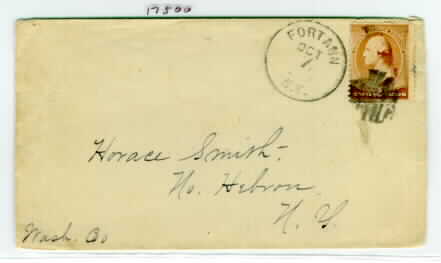 17500
FORT ANN
OCT
7
N.Y.
Horace Smith-
No. Hebron
N. Y.
Wash. Co